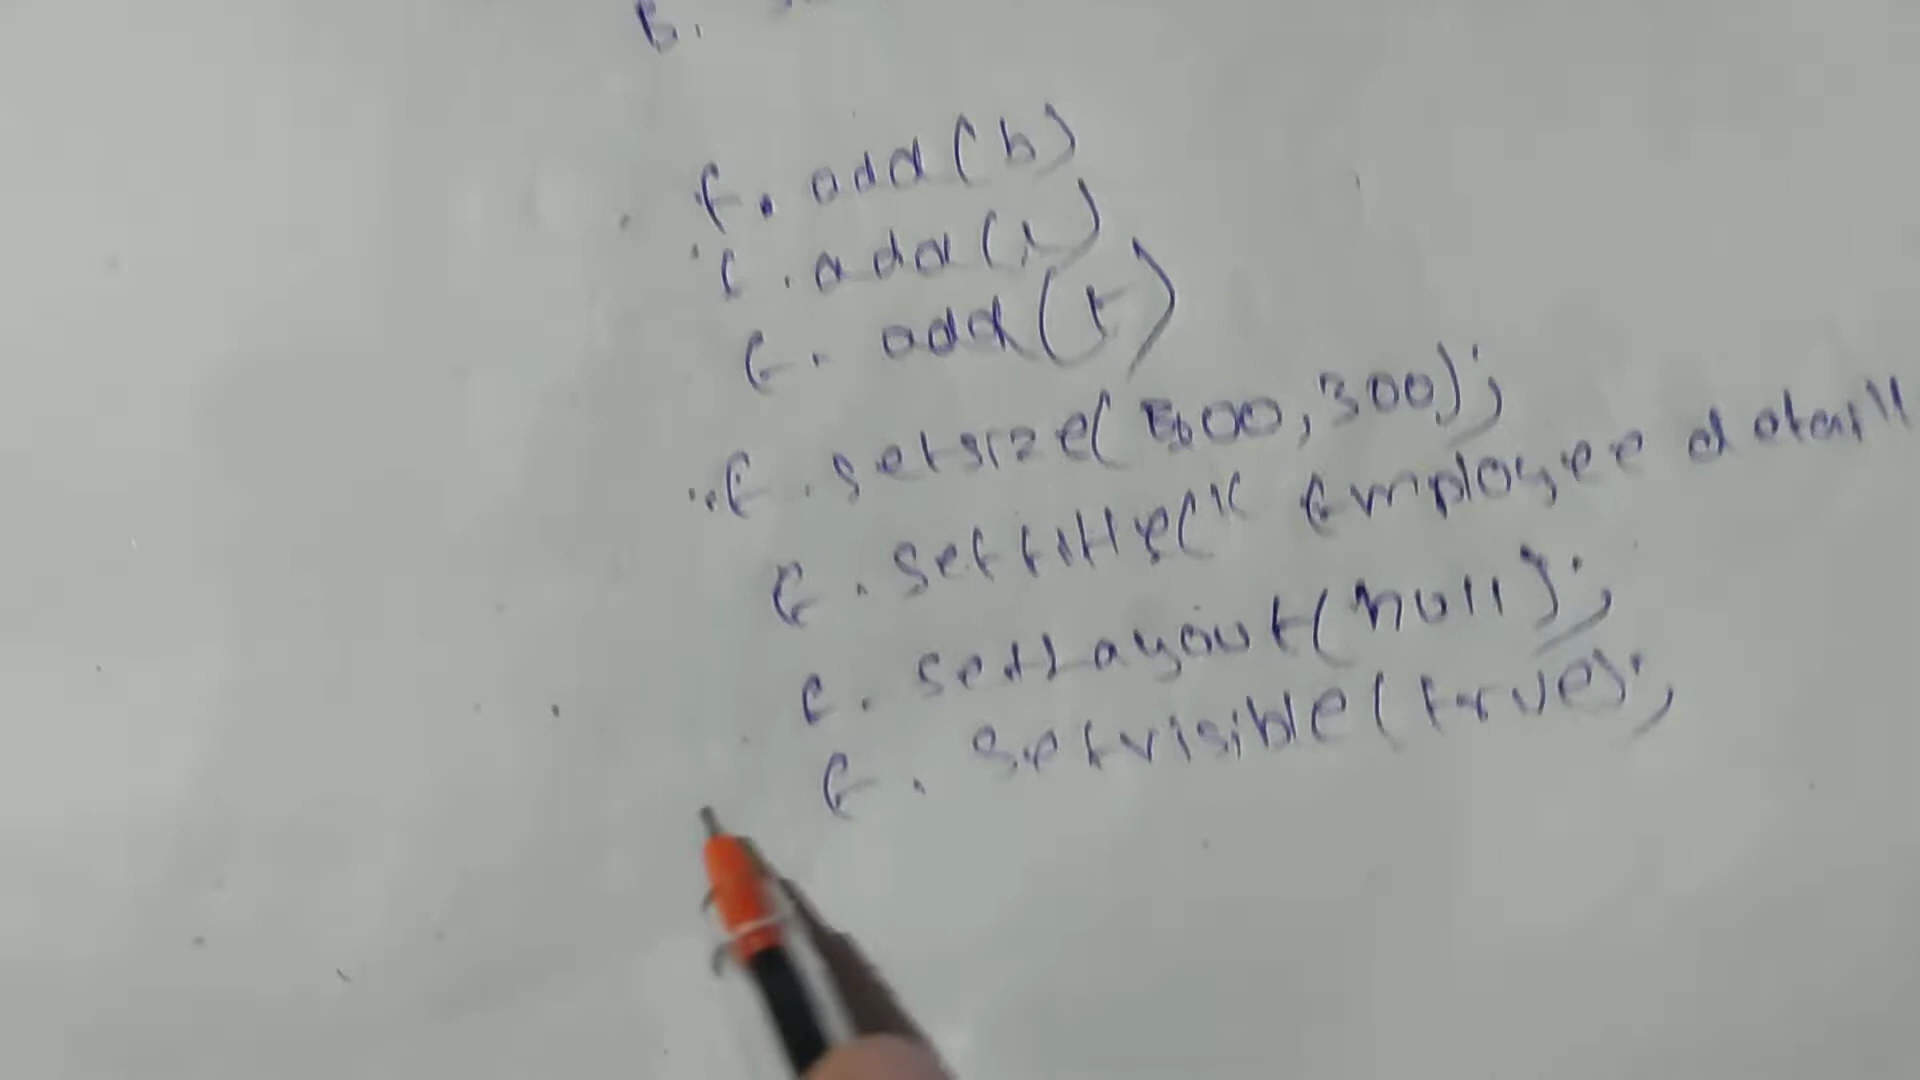 b.
f.add(b)
f.add(l)
f.add(t)
f.setsize(500,300);
f.settitle("Employee detail"
f.setLayout(null);
f.setvisible(true);